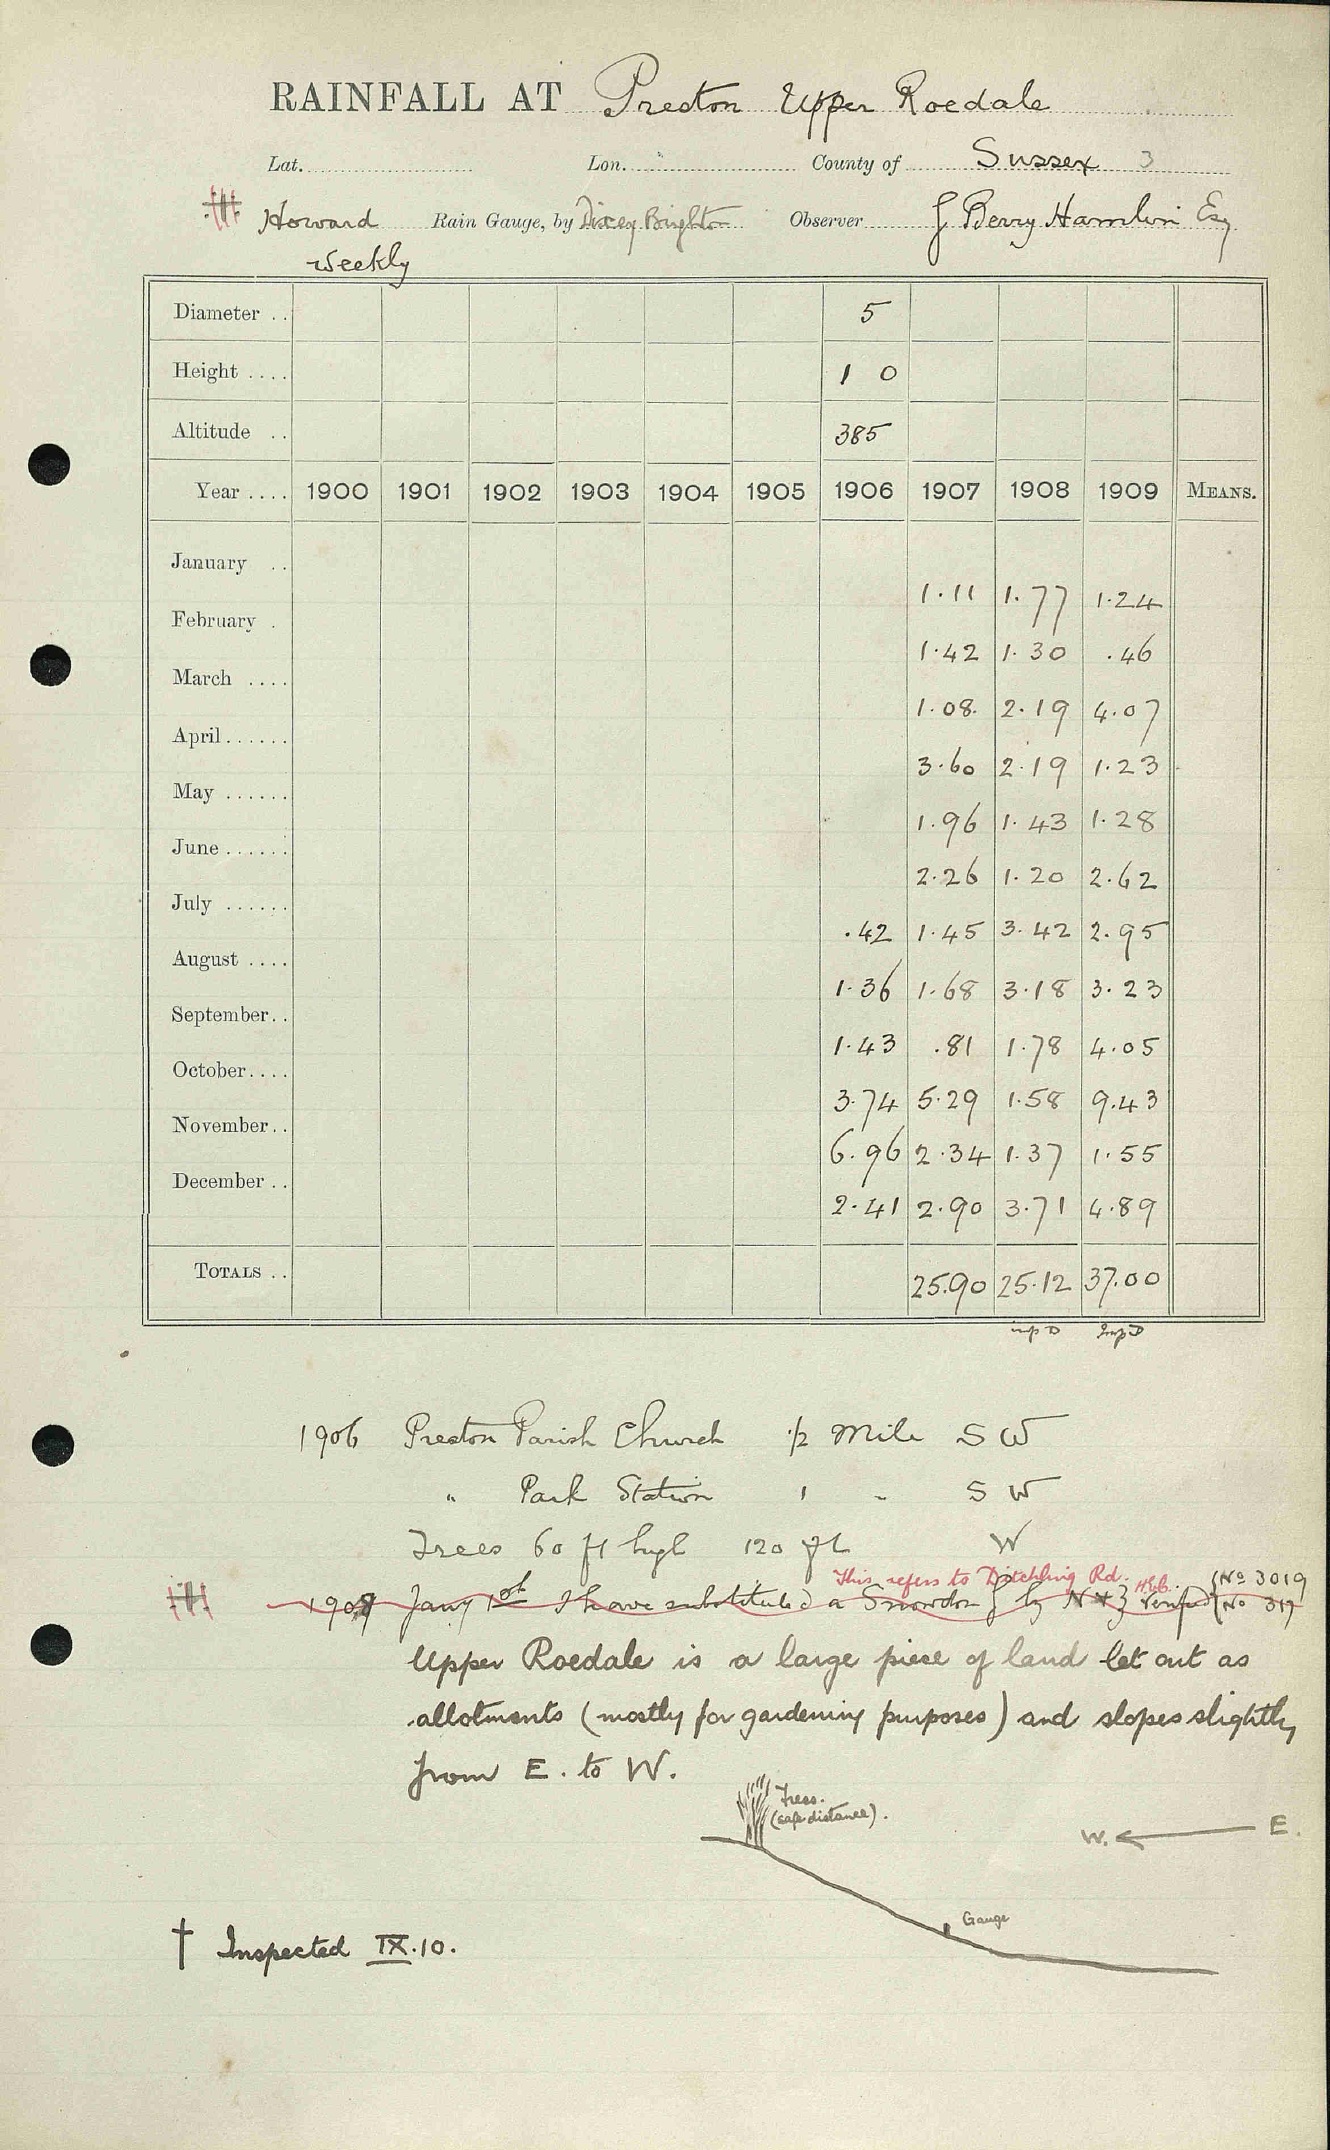 RAINFALL AT Preston Upper Roedale
Lat. Lon. County of Sussex 3
Howard Rain Gauge, by Dixey Brighton Observer J Berry Hamlin Esq
Weekly
Diameter .. 5
Height .... 1 0
Altitude .. 385
Year .... 1900 1901 1902 1903 1904 1905 1906 1907 1908 1909 MEANS.
January .. 1.11 1.77 1.24
February . 1.42 1.30 .46
March .... 1.08 2.19 4.07
April ...... 3.60 2.19 1.23
May ...... 1.96 1.43 1.28
June ...... 2.26 1.20 2.62
July ...... .42 1.45 3.42 2.95
August .... 1.36 1.68 3.18 3.23
September.. 1.43 .81 1.78 4.05
October.... 3.74 5.29 1.58 9.43
November.. 6.96 2.34 1.37 1.55
December .. 2.41 2.90 3.71 4.89
TOTALS .. 25.90 25.12 37.00
1906 Preston Parish Church 1/2 Mile S W
" Park Station 1 " S W
Trees 60 ft high 120 ft W
This refers to Ditchling Rd.
1907 Jany 1st I have substituted a Snowdon by N & Z Verified No 3019
No 317
Upper Roedale is a large piece of land let out as
allotments (mostly for gardening purposes) and slopes slightly
from E. to W.
Trees.
(safe distance).
W. E.
Gauge
† Inspected IX.10.